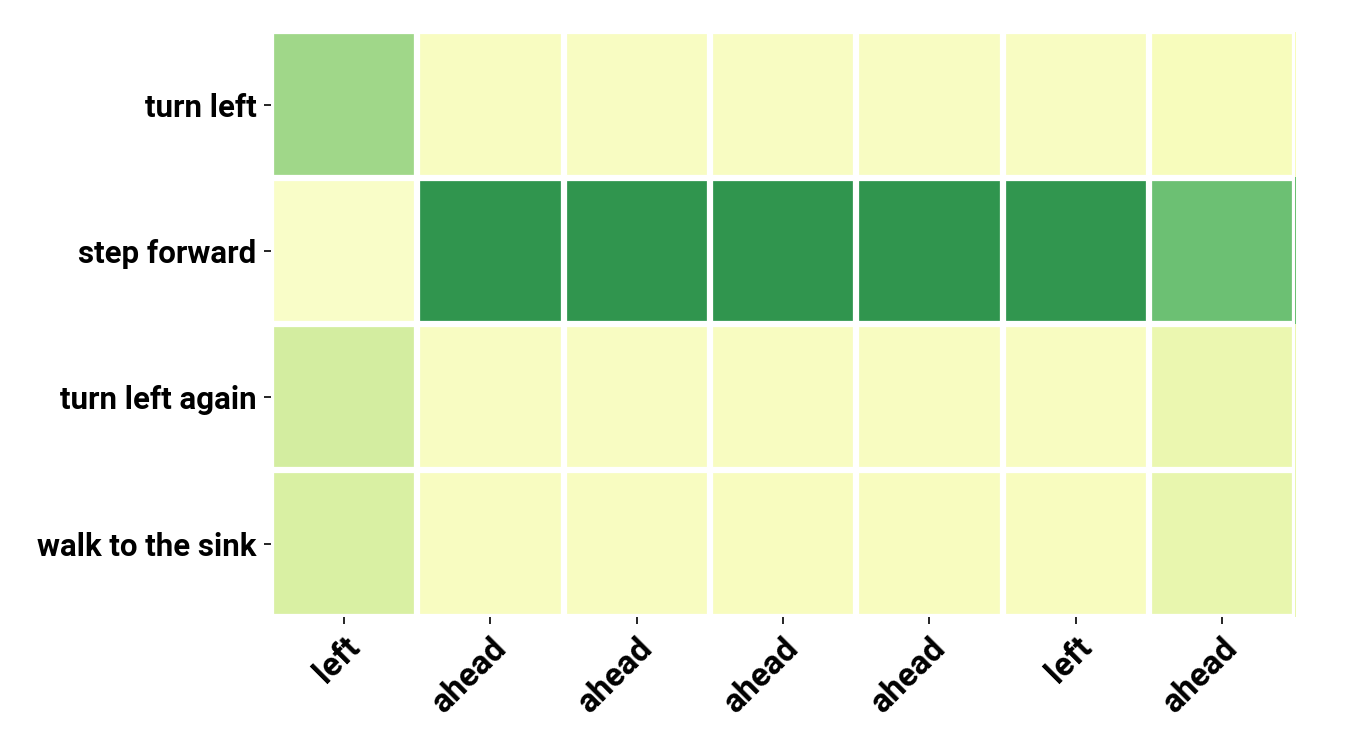 turn left
step forward
turn left again
walk to the sink
left
ahead
ahead
ahead
ahead
left
ahead